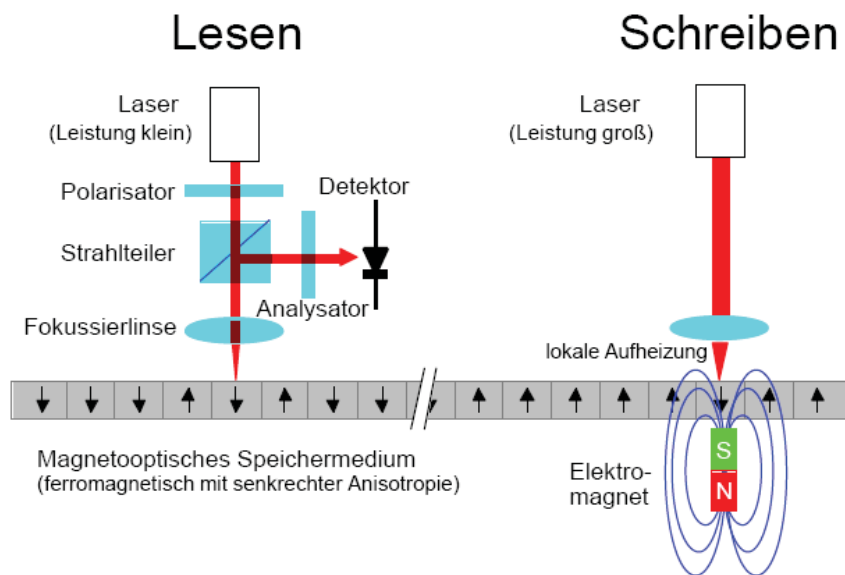 Lesen
Schreiben
Laser
(Leistung klein)
Polarisator
Detektor
Strahlteiler
Analysator
Fokussierlinse
Laser
(Leistung groß)
lokale Aufheizung
Magnetooptisches Speichermedium
(ferromagnetisch mit senkrechter Anisotropie)
Elektro-
magnet
S
N